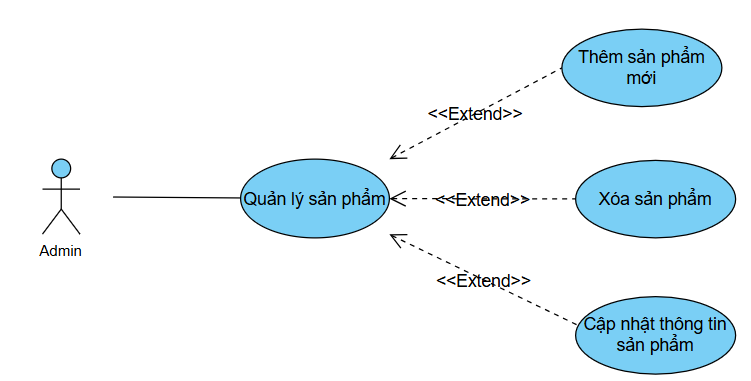 Thêm sản phẩm
mới
<<Extend>>
Quản lý sản phẩm
<<Extend>>
Xóa sản phẩm
Admin
<<Extend>>
Cập nhật thông tin
sản phẩm